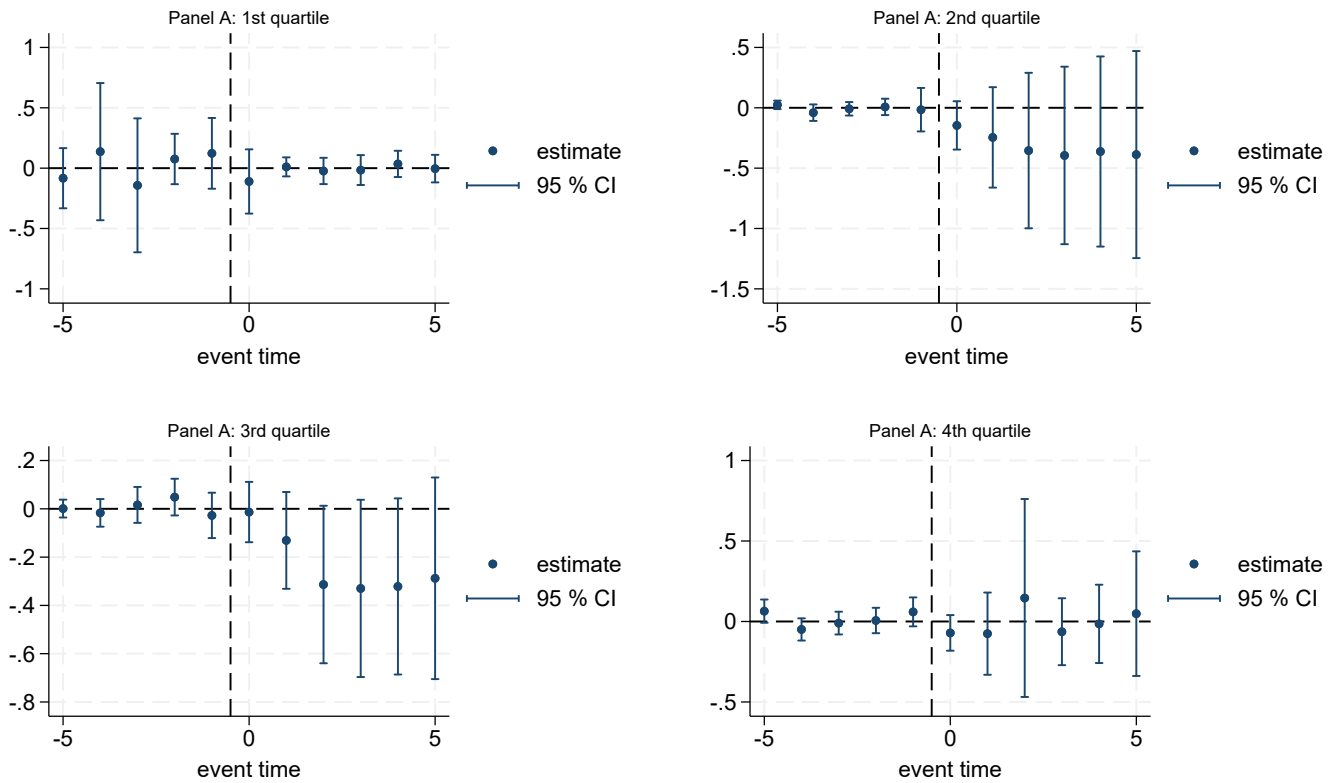 Panel A: 1st quartile
1
.5
0
-.5
-1
-5 0 5
event time
estimate
95 % CI
Panel A: 2nd quartile
.5
0
-.5
-1
-1.5
-5 0 5
event time
estimate
95 % CI
Panel A: 3rd quartile
.2
0
-.2
-.4
-.6
-.8
-5 0 5
event time
estimate
95 % CI
Panel A: 4th quartile
1
.5
0
-.5
-5 0 5
event time
estimate
95 % CI